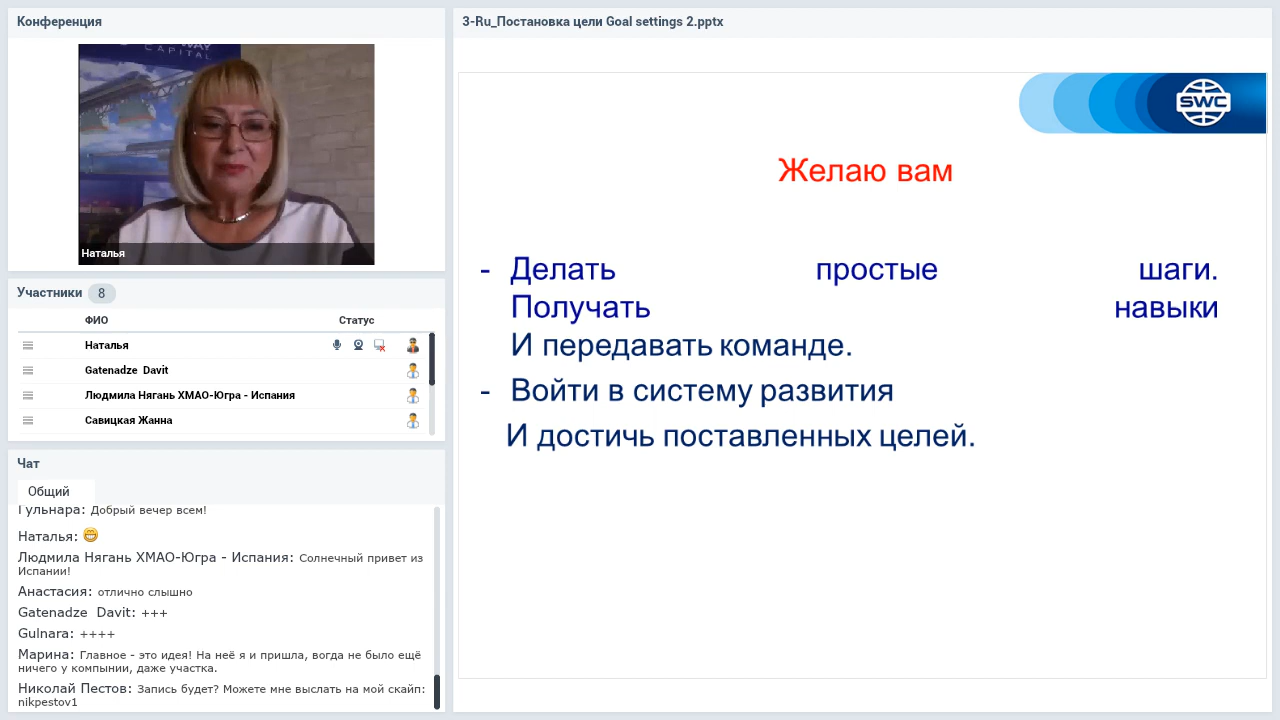 Конференция
CAPITAL
Наталья
Участники 8
ФИО Статус
Наталья
Gatenadze Davit
Людмила Нягань ХМАО-Югра - Испания
Савицкая Жанна
Чат
Общий
Гульнара: Добрый вечер всем!
Наталья:
Людмила Нягань ХМАО-Югра - Испания: Солнечный привет из
Испании!
Анастасия: отлично слышно
Gatenadze Davit: +++
Gulnara: ++++
Марина: Главное - это идея! На неё я и пришла, вогда не было ещё
ничего у компынии, даже участка.
Николай Пестов: Запись будет? Можете мне выслать на мой скайп:
nikpestov1
3-Ru_Постановка цели Goal settings 2.pptx
SWC
Желаю вам
- Делать простые шаги.
Получать навыки
И передавать команде.
- Войти в систему развития
И достичь поставленных целей.